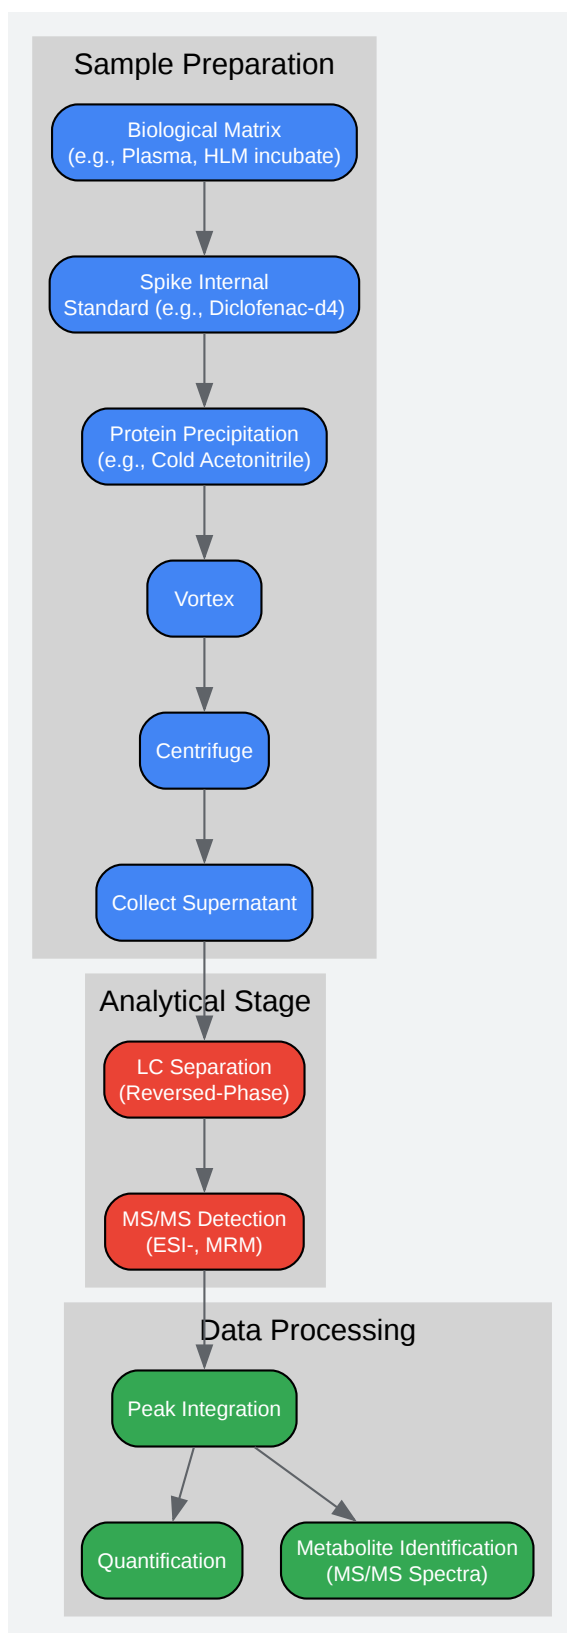 Sample Preparation
Biological Matrix
(e.g., Plasma, HLM incubate)
Spike Internal
Standard (e.g., Diclofenac-d4)
Protein Precipitation
(e.g., Cold Acetonitrile)
Vortex
Centrifuge
Collect Supernatant
Analytical Stage
LC Separation
(Reversed-Phase)
MS/MS Detection
(ESI-, MRM)
Data Processing
Peak Integration
Quantification
Metabolite Identification
(MS/MS Spectra)